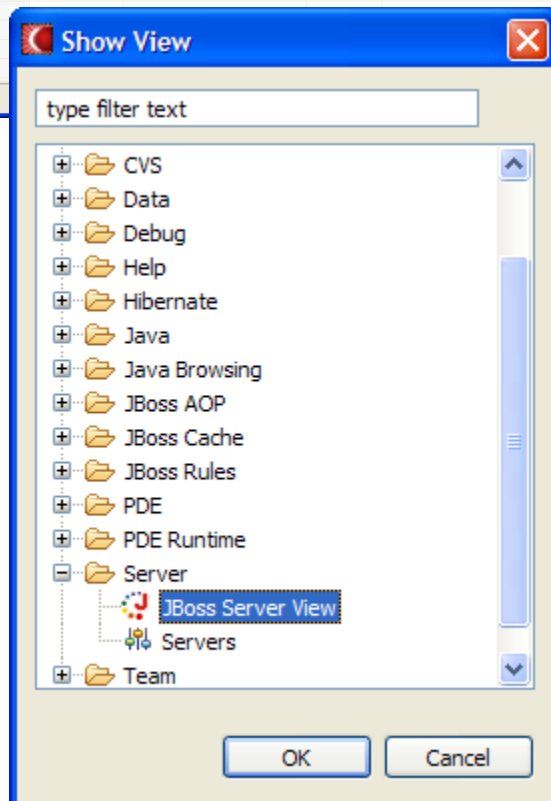 Show View
type filter text
CVS
Data
Debug
Help
Hibernate
Java
Java Browsing
JBoss AOP
JBoss Cache
JBoss Rules
PDE
PDE Runtime
Server
JBoss Server View
Servers
Team
OK Cancel